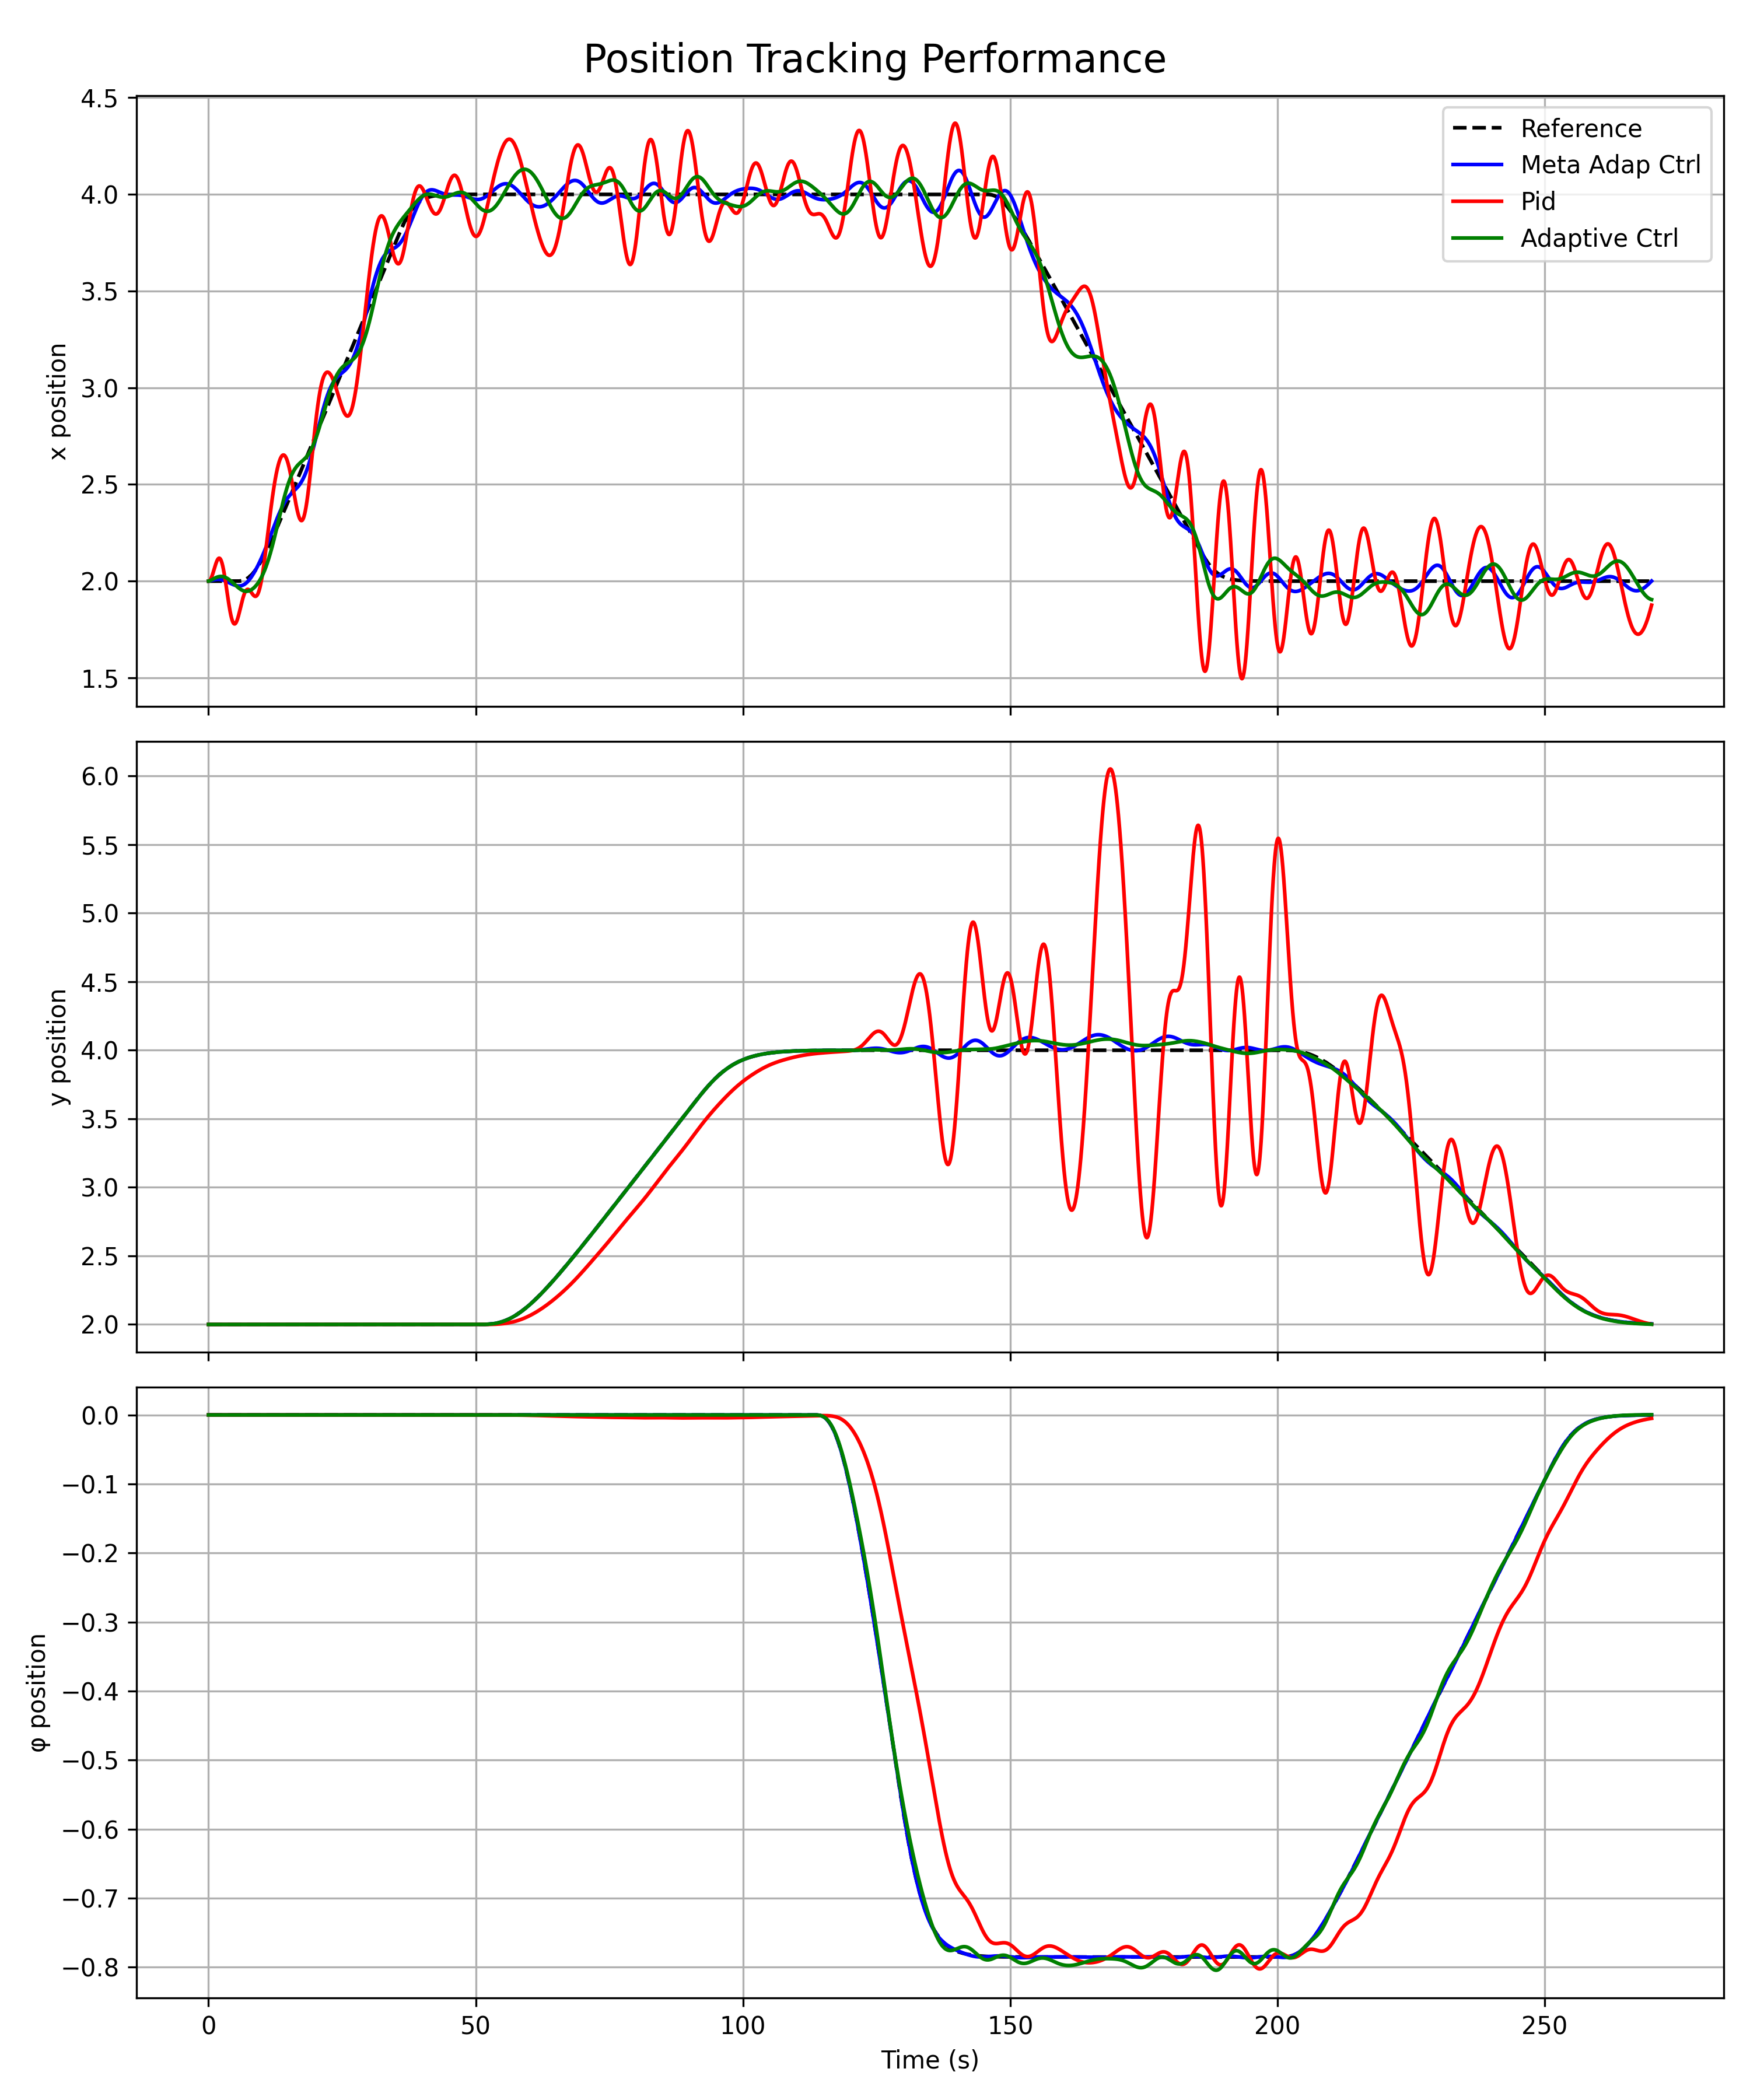 Position Tracking Performance
4.5
4.0
3.5
3.0
2.5
2.0
1.5
x position
Reference
Meta Adap Ctrl
Pid
Adaptive Ctrl
6.0
5.5
5.0
4.5
4.0
3.5
3.0
2.5
2.0
y position
0.0
−0.1
−0.2
−0.3
−0.4
−0.5
−0.6
−0.7
−0.8
φ position
0 50 100 150 200 250
Time (s)